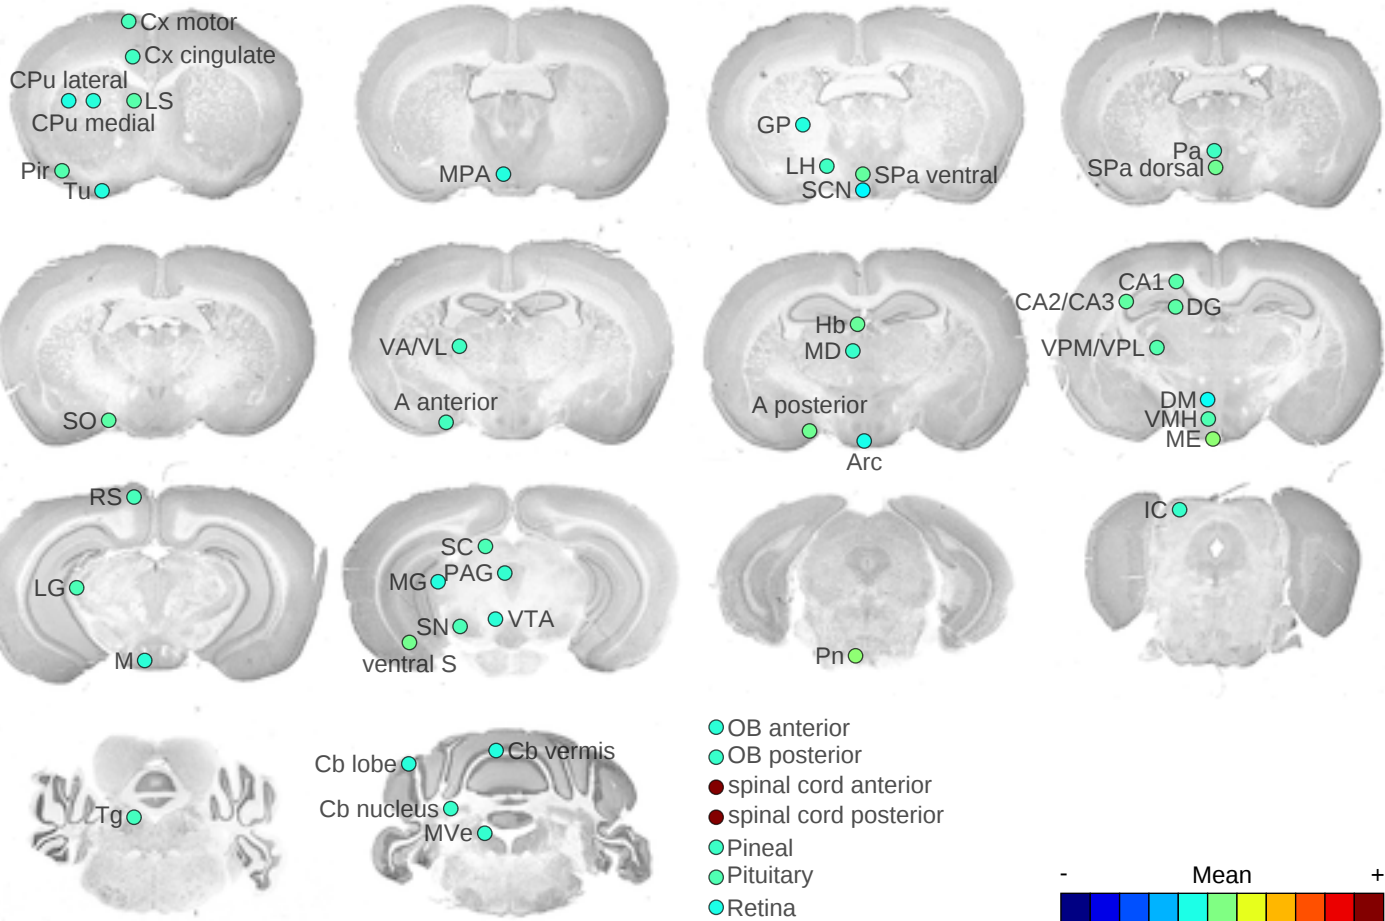 Cx motor
Cx cingulate
CPu lateral
LS
CPu medial
Pir
Tu
MPA
GP
LH
SPa ventral
SCN
Pa
SPa dorsal
SO
VA/VL
A anterior
Hb
MD
A posterior
Arc
CA1
CA2/CA3
DG
VPM/VPL
DM
VMH
ME
RS
LG
M
SC
MG
PAG
SN
VTA
ventral S
Pn
IC
Tg
Cb lobe
Cb vermis
Cb nucleus
MVe
OB anterior
OB posterior
spinal cord anterior
spinal cord posterior
Pineal
Pituitary
Retina
- Mean +